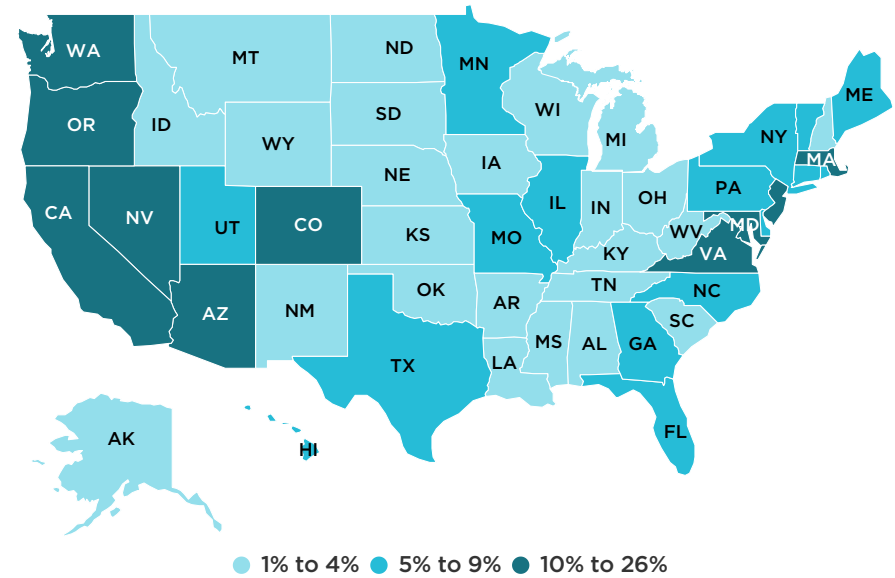 WA
MT
ND
MN
ME
OR
ID
SD
WI
MI
NY
MA
WY
IA
PA
NE
IL
IN
OH
CA
NV
UT
CO
KS
MO
KY
WV
MD
VA
AZ
NM
OK
AR
TN
NC
SC
TX
LA
MS
AL
GA
AK
HI
FL
1% to 4%
5% to 9%
10% to 26%